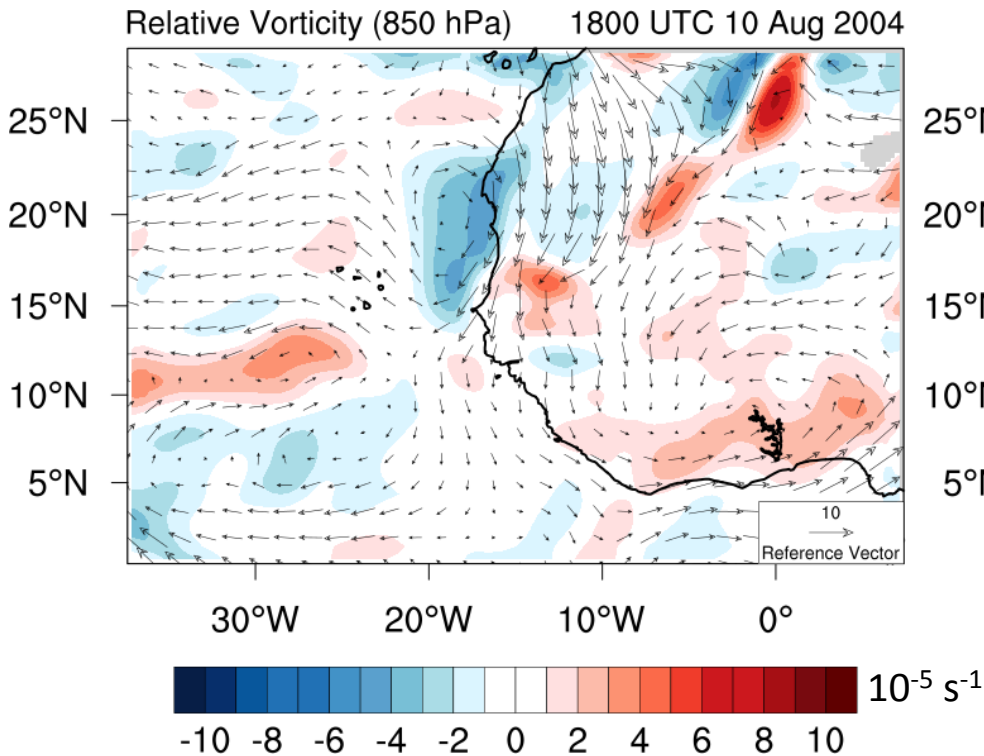 Relative Vorticity (850 hPa) 1800 UTC 10 Aug 2004
25°N 25°N
20°N 20°N
15°N 15°N
10°N 10°N
5°N 5°N
10
Reference Vector
30°W 20°W 10°W 0°
10⁻⁵ s⁻¹
-10 -8 -6 -4 -2 0 2 4 6 8 10